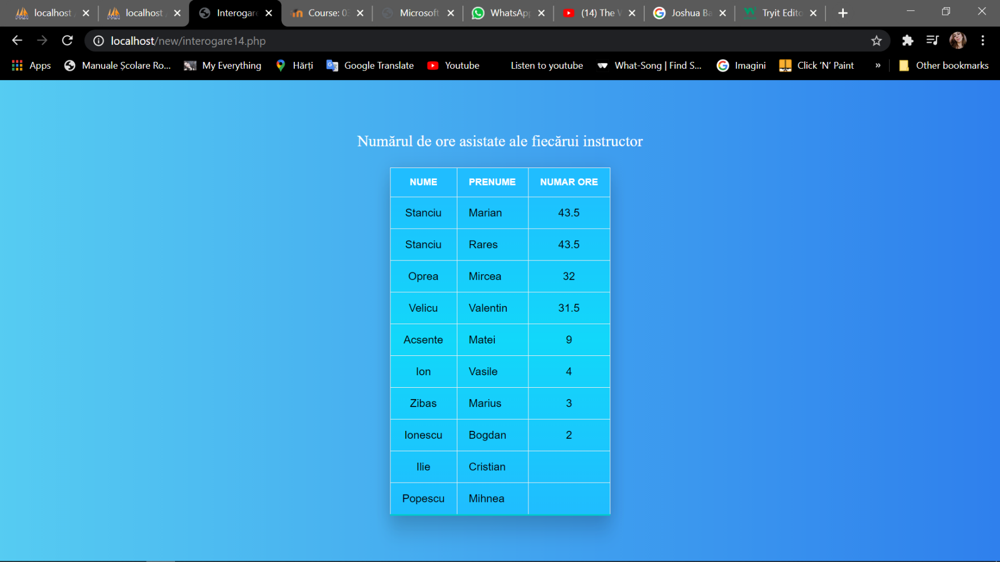 localhost / localhost / Interogare Course: 03 Microsoft WhatsApp (14) The V Joshua Ba Tryit Edito
localhost/new/interogare14.php
Apps Manuale Școlare Ro... My Everything Hărți Google Translate Youtube Listen to youtube What-Song | Find S... Imagini Click ‘N’ Paint » Other bookmarks
Numărul de ore asistate ale fiecărui instructor
NUME PRENUME NUMAR ORE
Stanciu Marian 43.5
Stanciu Rares 43.5
Oprea Mircea 32
Velicu Valentin 31.5
Acsente Matei 9
Ion Vasile 4
Zibas Marius 3
Ionescu Bogdan 2
Ilie Cristian
Popescu Mihnea